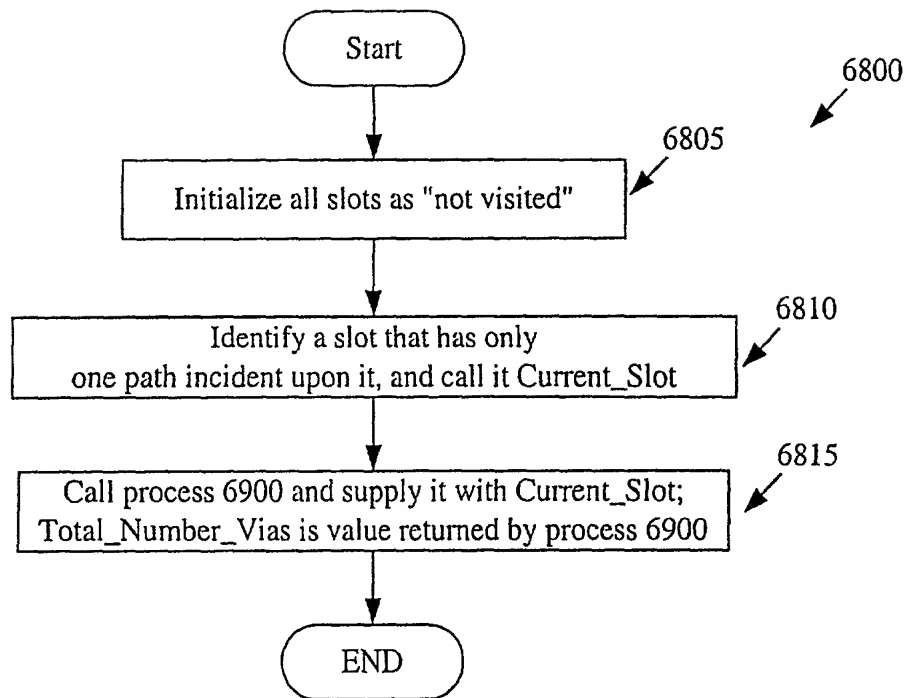 Start
6800
6805
Initialize all slots as "not visited"
6810
Identify a slot that has only
one path incident upon it, and call it Current_Slot
6815
Call process 6900 and supply it with Current_Slot;
Total_Number_Vias is value returned by process 6900
END